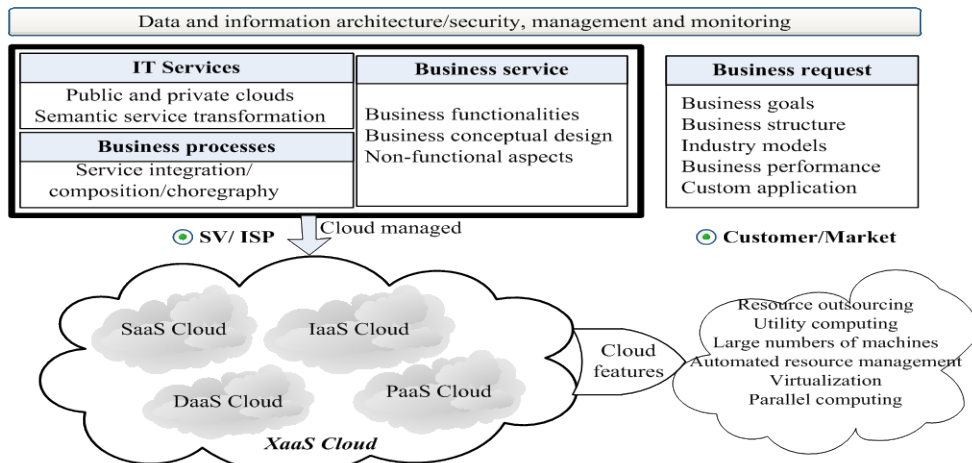 Data and information architecture/security, management and monitoring
IT Services
Public and private clouds
Semantic service transformation
Business processes
Service integration/
composition/choregraphy
Business service
Business functionalities
Business conceptual design
Non-functional aspects
Business request
Business goals
Business structure
Industry models
Business performance
Custom application
SV/ ISP
Cloud managed
Customer/Market
SaaS Cloud
IaaS Cloud
DaaS Cloud
PaaS Cloud
XaaS Cloud
Cloud
features
Resource outsourcing
Utility computing
Large numbers of machines
Automated resource management
Virtualization
Parallel computing